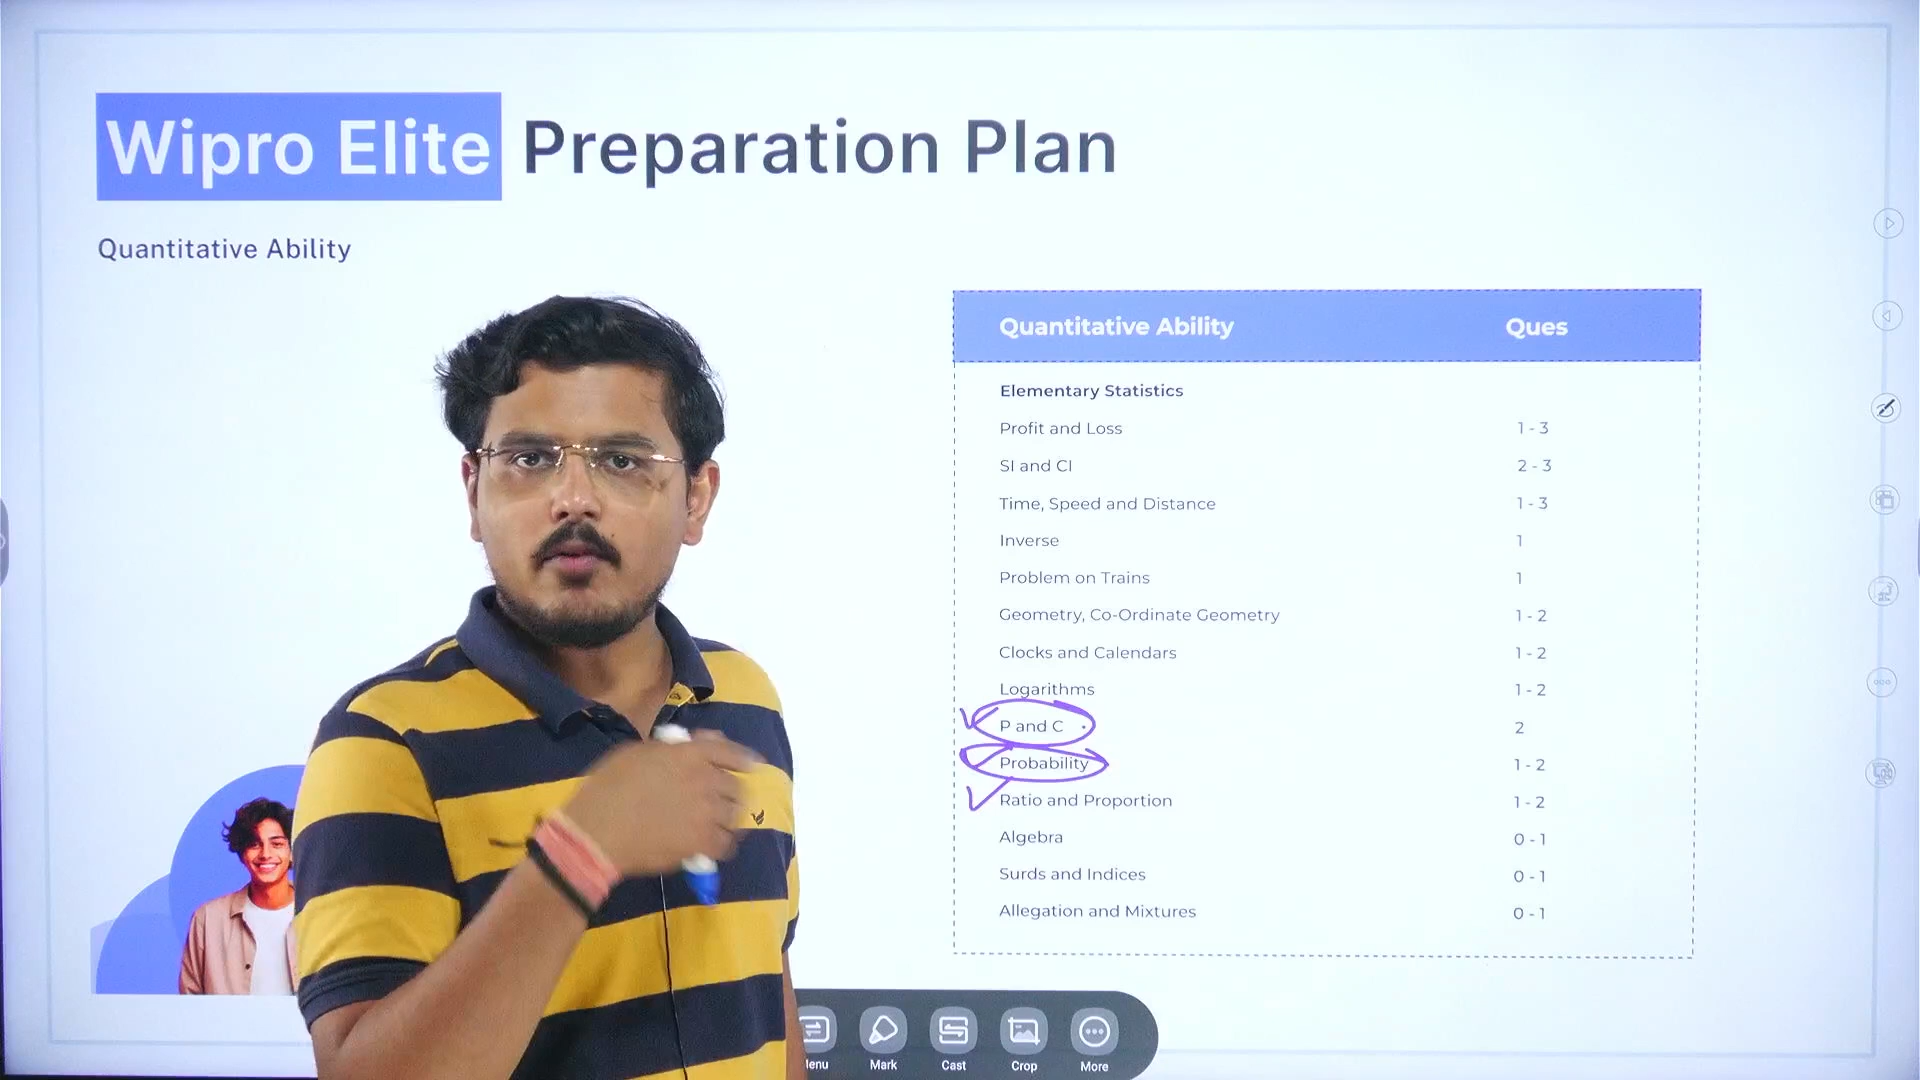 Wipro Elite Preparation Plan
Quantitative Ability
Quantitative Ability Ques
Elementary Statistics
Profit and Loss 1 - 3
SI and CI 2 - 3
Time, Speed and Distance 1 - 3
Inverse 1
Problem on Trains 1
Geometry, Co-Ordinate Geometry 1 - 2
Clocks and Calendars 1 - 2
Logarithms 1 - 2
P and C 2
Probability 1 - 2
Ratio and Proportion 1 - 2
Algebra 0 - 1
Surds and Indices 0 - 1
Allegation and Mixtures 0 - 1
Mark Cast Crop More